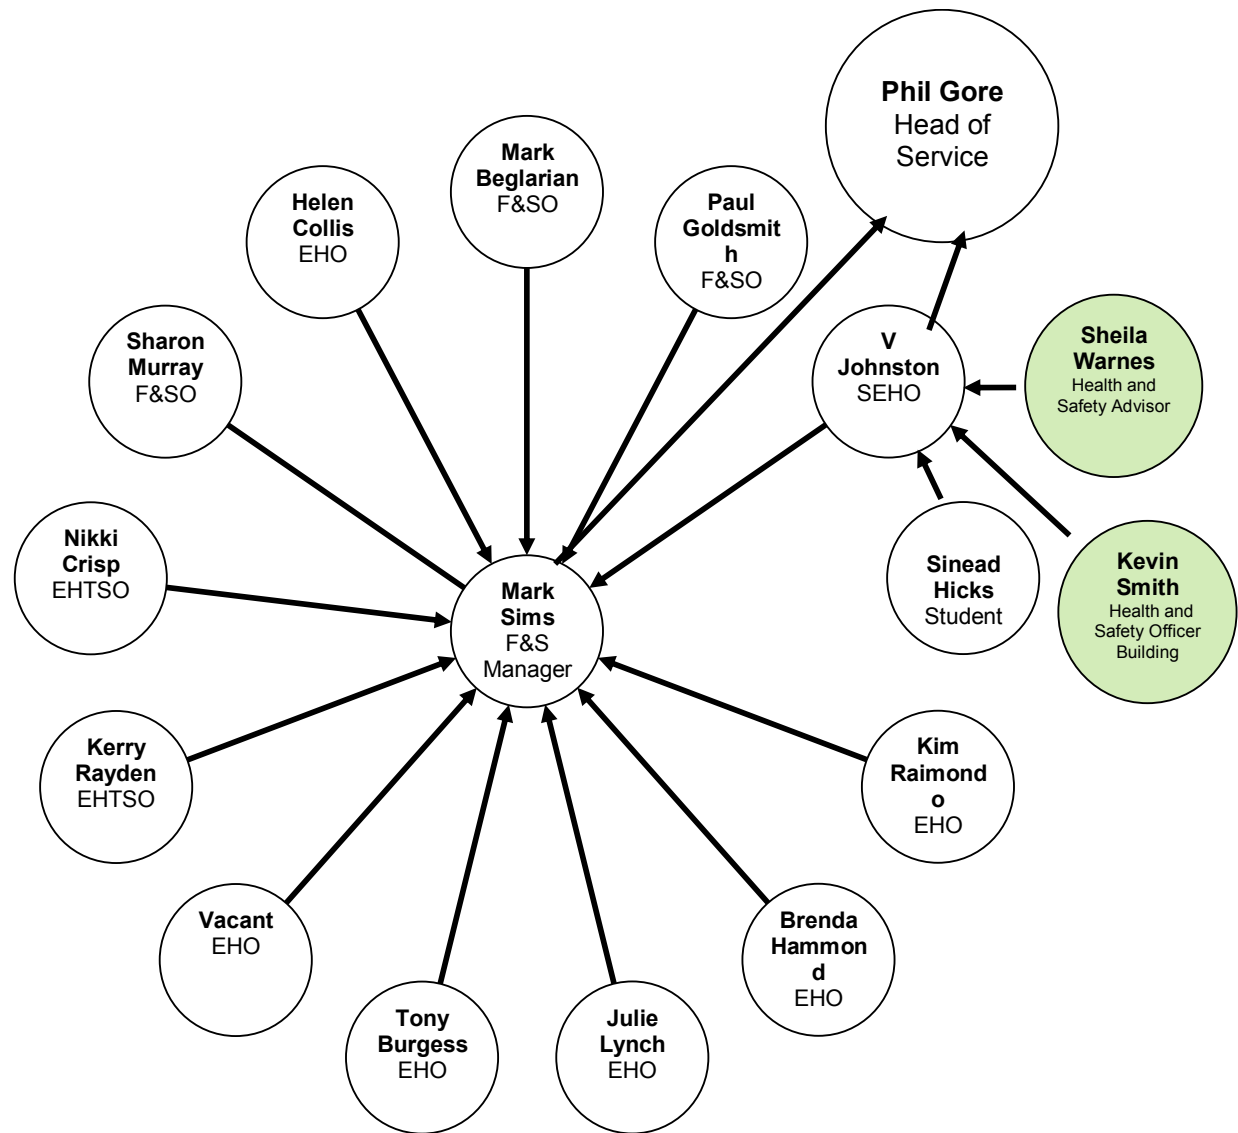 Phil Gore
Head of
Service
Mark
Beglarian
F&SO
Helen
Collis
EHO
Paul
Goldsmit
h
F&SO
Sharon
Murray
F&SO
V
Johnston
SEHO
Sheila
Warnes
Health and
Safety Advisor
Nikki
Crisp
EHTSO
Mark
Sims
F&S
Manager
Sinead
Hicks
Student
Kevin
Smith
Health and
Safety Officer
Building
Kerry
Rayden
EHTSO
Kim
Raimond
o
EHO
Vacant
EHO
Brenda
Hammon
d
EHO
Tony
Burgess
EHO
Julie
Lynch
EHO